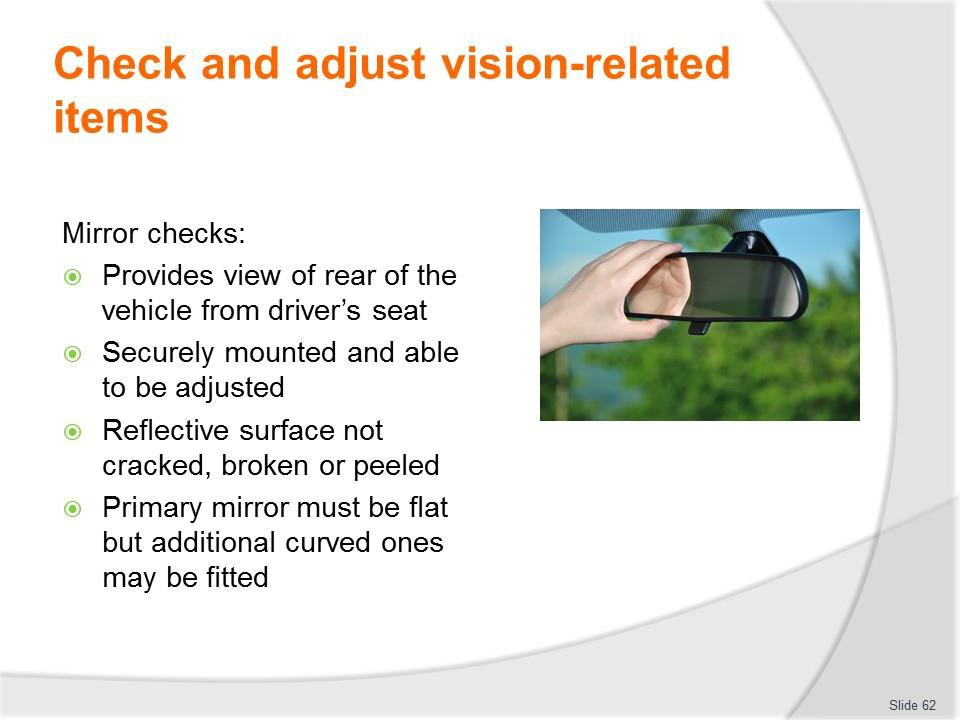 Check and adjust vision-related
items
Mirror checks:
Provides view of rear of the
vehicle from driver’s seat
Securely mounted and able
to be adjusted
Reflective surface not
cracked, broken or peeled
Primary mirror must be flat
but additional curved ones
may be fitted
Slide 62